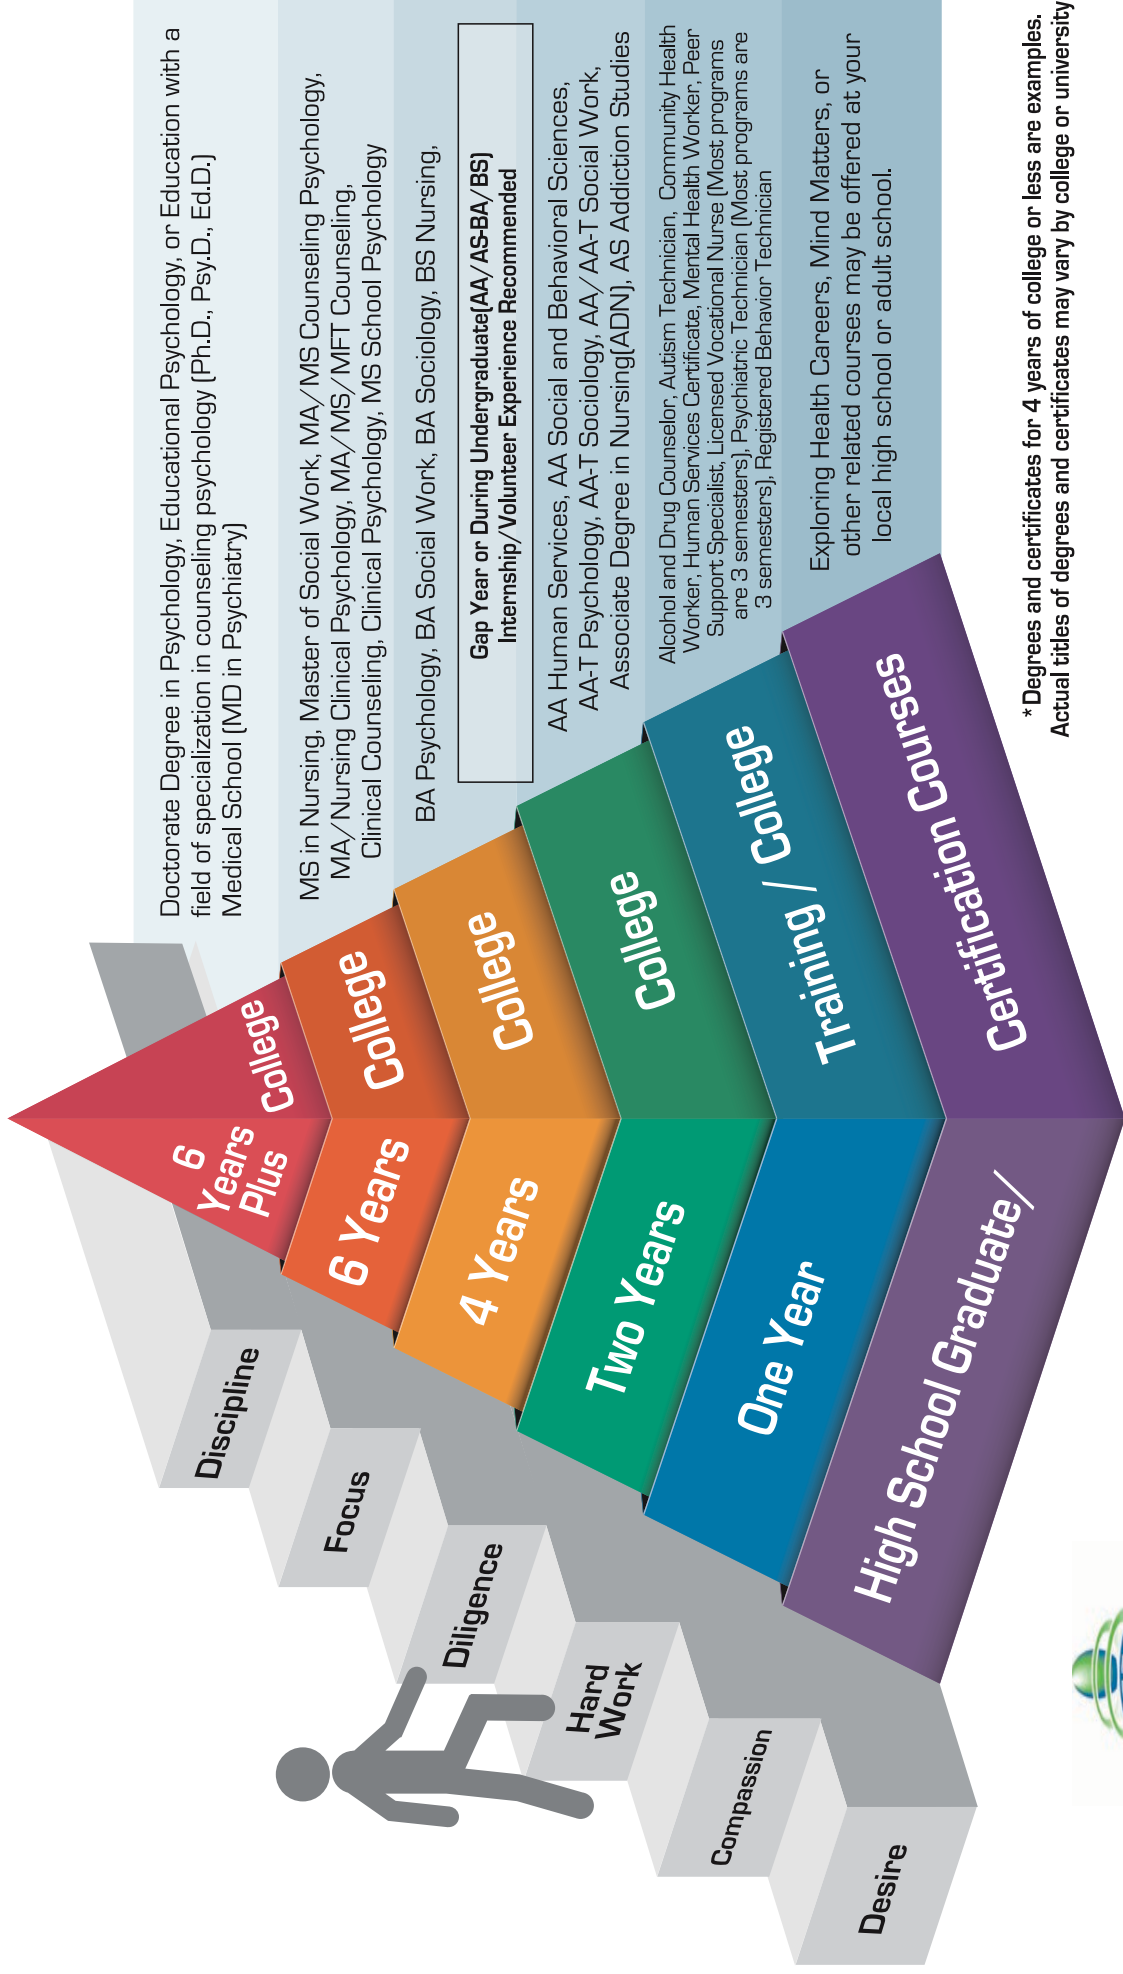 Doctorate Degree in Psychology, Educational Psychology, or Education with a
field of specialization in counseling psychology (Ph.D., Psy.D., Ed.D.)
Medical School (MD in Psychiatry)
MS in Nursing, Master of Social Work, MA/MS Counseling Psychology,
MA/Nursing Clinical Psychology, MA/MS/MFT Counseling,
Clinical Counseling, Clinical Psychology, MS School Psychology
BA Psychology, BA Social Work, BA Sociology, BS Nursing,
Gap Year or During Undergraduate(AA/AS-BA/BS)
Internship/Volunteer Experience Recommended
AA Human Services, AA Social and Behavioral Sciences,
AA-T Psychology, AA-T Sociology, AA/AA-T Social Work,
Associate Degree in Nursing(ADN), AS Addiction Studies
Alcohol and Drug Counselor, Autism Technician, Community Health
Worker, Human Services Certificate, Mental Health Worker, Peer
Support Specialist, Licensed Vocational Nurse (Most programs
are 3 semesters), Psychiatric Technician (Most programs are
3 semesters), Registered Behavior Technician
Exploring Health Careers, Mind Matters, or
other related courses may be offered at your
local high school or adult school.
6
Years
Plus
College
6 Years
College
4 Years
College
Two Years
College
One Year
Training / College
High School Graduate/
Certification Courses
Discipline
Focus
Diligence
Hard
Work
Compassion
Desire
*Degrees and certificates for 4 years of college or less are examples.
Actual titles of degrees and certificates may vary by college or university